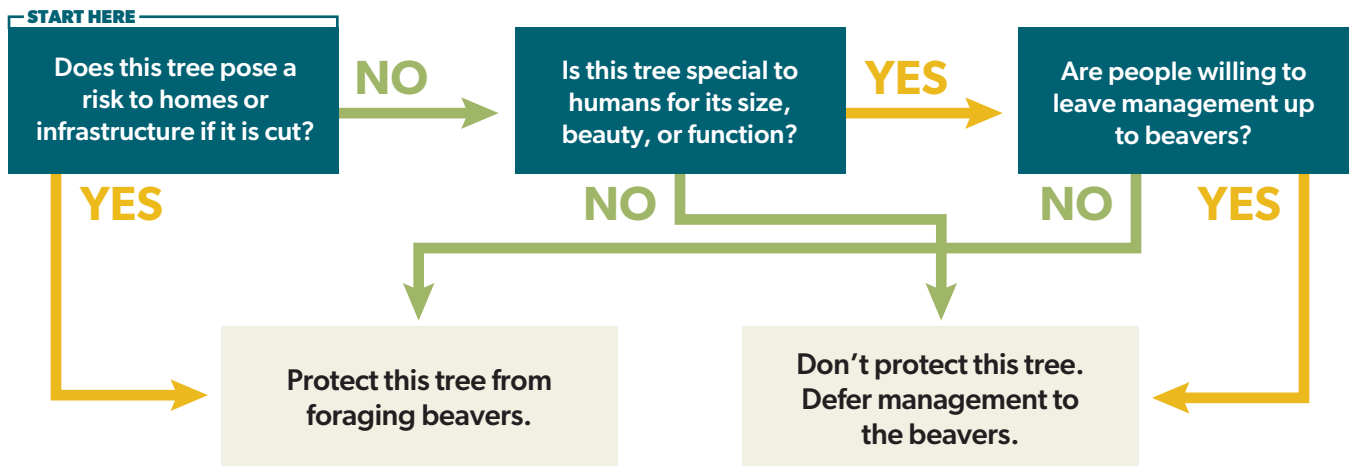 START HERE
Does this tree pose a
risk to homes or
infrastructure if it is cut?
NO
Is this tree special to
humans for its size,
beauty, or function?
YES
Are people willing to
leave management up
to beavers?
YES
NO
NO
YES
Protect this tree from
foraging beavers.
Don’t protect this tree.
Defer management to
the beavers.